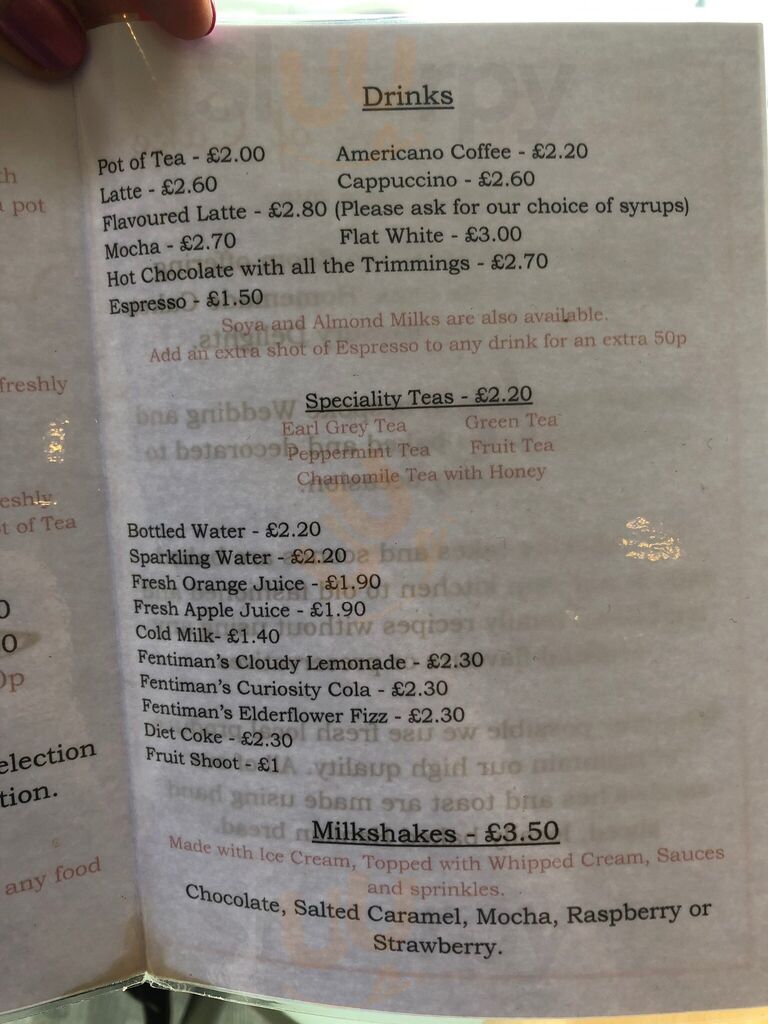 Drinks
Pot of Tea - £2.00 Americano Coffee - £2.20
Latte - £2.60 Cappuccino - £2.60
Flavoured Latte - £2.80 (Please ask for our choice of syrups)
Mocha - £2.70 Flat White - £3.00
Hot Chocolate with all the Trimmings - £2.70
Espresso - £1.50
Soya and Almond Milks are also available.
Add an extra shot of Espresso to any drink for an extra 50p
Speciality Teas - £2.20
Earl Grey Tea Green Tea
Peppermint Tea Fruit Tea
Chamomile Tea with Honey
Bottled Water - £2.20
Sparkling Water - £2.20
Fresh Orange Juice - £1.90
Fresh Apple Juice - £1.90
Cold Milk- £1.40
Fentiman's Cloudy Lemonade - £2.30
Fentiman's Curiosity Cola - £2.30
Fentiman's Elderflower Fizz - £2.30
Diet Coke - £2.30
Fruit Shoot - £1
Milkshakes - £3.50
Made with Ice Cream, Topped with Whipped Cream, Sauces
and sprinkles.
Chocolate, Salted Caramel, Mocha, Raspberry or
Strawberry.
pot
freshly
of Tea
any food